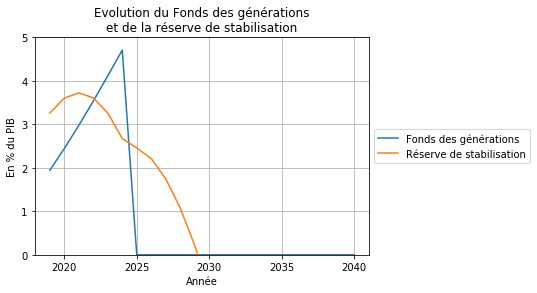 Evolution du Fonds des générations
et de la réserve de stabilisation
En % du PIB
5
4
3
2
1
0
2020
2025
2030
2035
2040
Année
Fonds des générations
Réserve de stabilisation